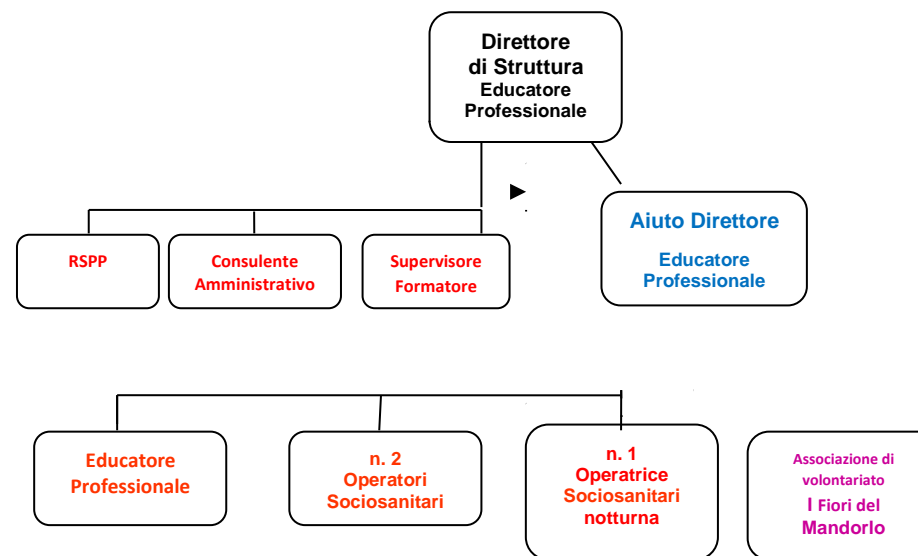 Direttore
di Struttura
Educatore
Professionale
Aiuto Direttore
Educatore
Professionale
RSPP
Consulente
Amministrativo
Supervisore
Formatore
Educatore
Professionale
n. 2
Operatori
Sociosanitari
n. 1
Operatrice
Sociosanitari
notturna
Associazione di
volontariato
I Fiori del
Mandorlo